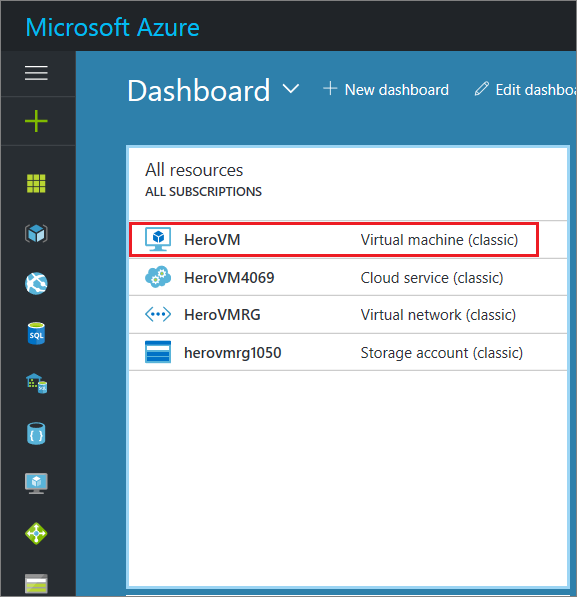 Microsoft Azure
Dashboard
New dashboard
Edit dashboa
All resources
ALL SUBSCRIPTIONS
HeroVM Virtual machine (classic)
HeroVM4069 Cloud service (classic)
HeroVMRG Virtual network (classic)
herovmrg1050 Storage account (classic)
SQL